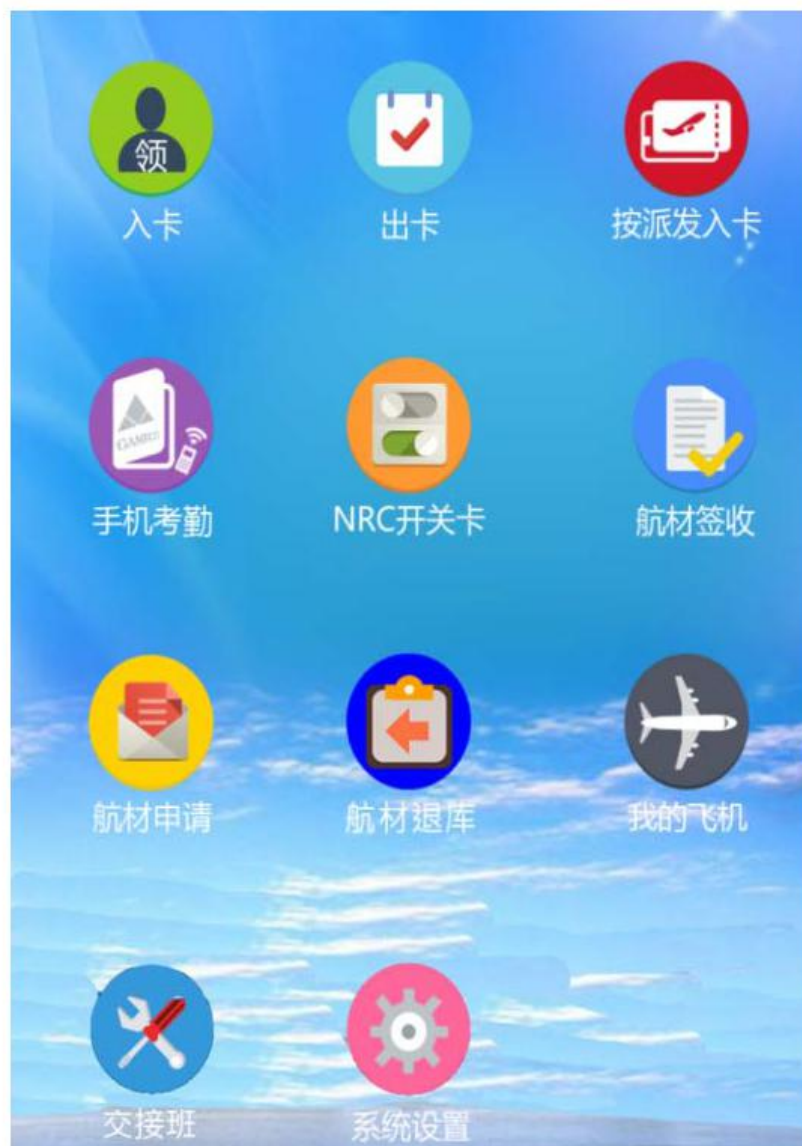 领
入卡
出卡
按派发入卡
GAMECO
手机考勤
NRC开关卡
航材签收
航材申请
航材退库
我的飞机
交接班
系统设置